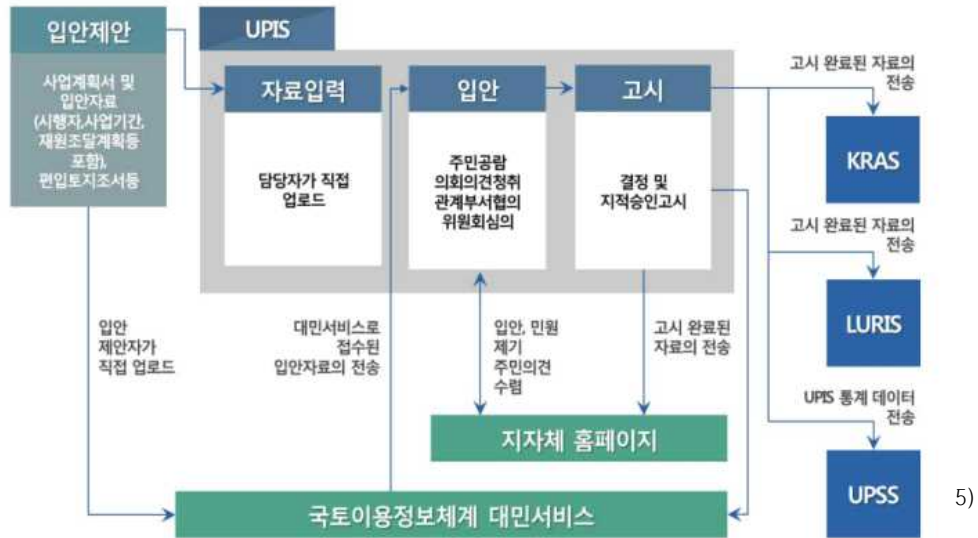 입안제안
사업계획서 및
입안자료
(시행자,사업기간,
재원조달계획등
포함),
편입토지조서등
UPIS
자료입력
담당자가 직접
업로드
입안
주민공람
의회의견청취
관계부서협의
위원회심의
고시
결정 및
지적승인고시
고시 완료된 자료의
전송
KRAS
고시 완료된 자료의
전송
LURIS
UPIS 통계 데이터
전송
UPSS
입안
제안자가
직접 업로드
대민서비스로
접수된
입안자료의 전송
입안, 민원
제기
주민의견
수렴
고시 완료된
자료의 전송
지자체 홈페이지
국토이용정보체계 대민서비스
5)